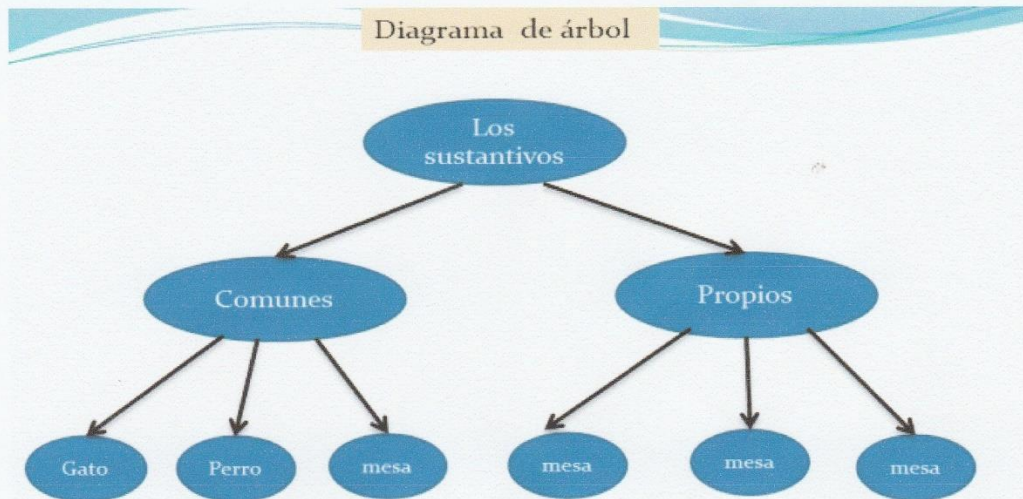 Diagrama de árbol
Los
sustantivos
Comunes
Propios
Gato
Perro
mesa
mesa
mesa
mesa